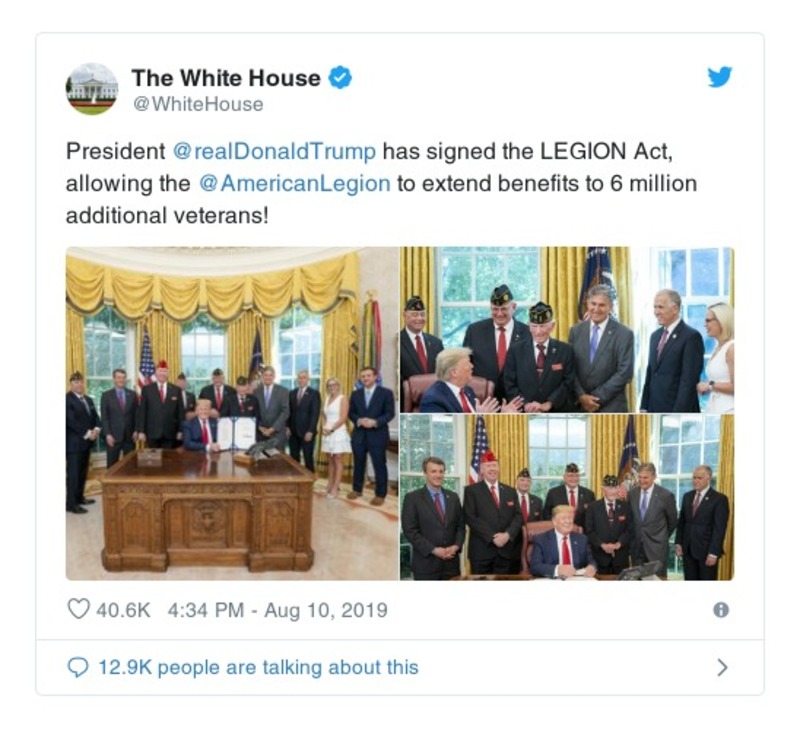 The White House
@WhiteHouse
President @realDonaldTrump has signed the LEGION Act,
allowing the @AmericanLegion to extend benefits to 6 million
additional veterans!
40.6K 4:34 PM - Aug 10, 2019
12.9K people are talking about this